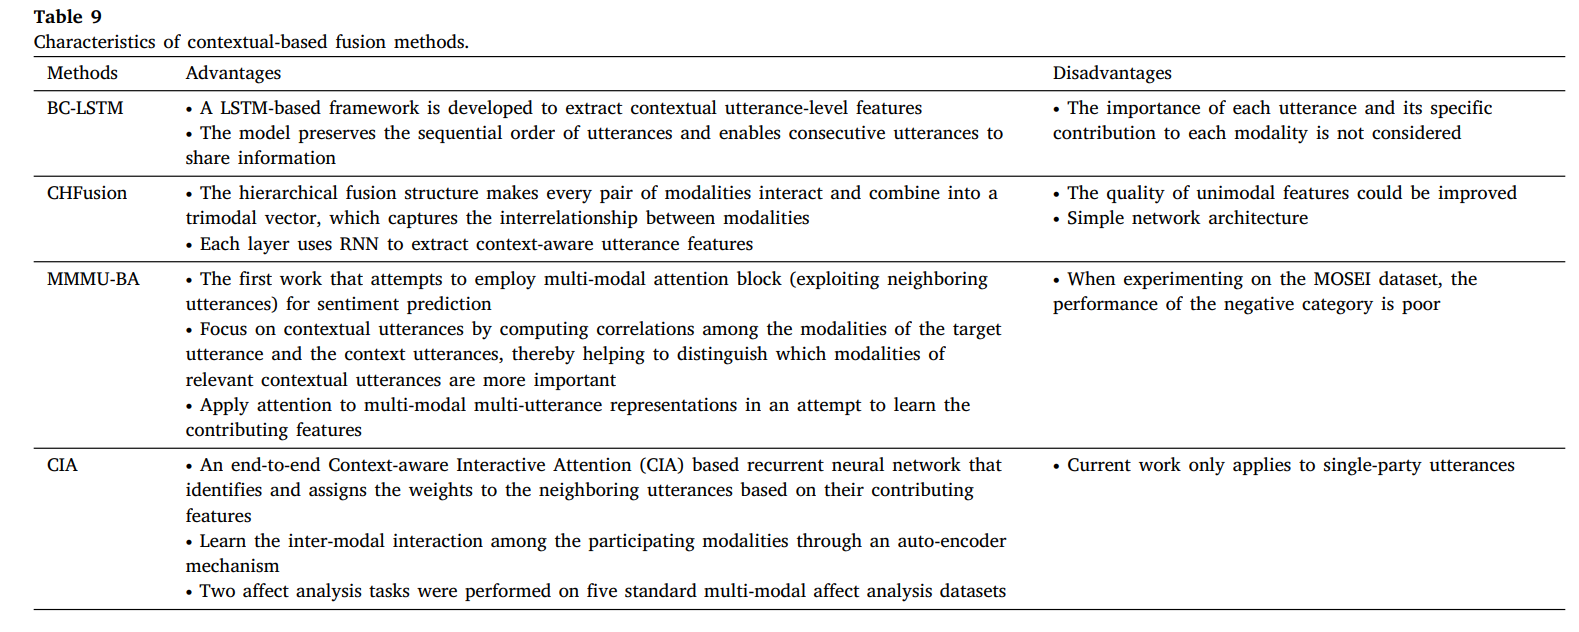 Table 9
Characteristics of contextual-based fusion methods.
Methods Advantages Disadvantages
BC-LSTM • A LSTM-based framework is developed to extract contextual utterance-level features • The importance of each utterance and its specific
• The model preserves the sequential order of utterances and enables consecutive utterances to contribution to each modality is not considered
share information
CHFusion • The hierarchical fusion structure makes every pair of modalities interact and combine into a • The quality of unimodal features could be improved
trimodal vector, which captures the interrelationship between modalities • Simple network architecture
• Each layer uses RNN to extract context-aware utterance features
MMMU-BA • The first work that attempts to employ multi-modal attention block (exploiting neighboring • When experimenting on the MOSEI dataset, the
utterances) for sentiment prediction performance of the negative category is poor
• Focus on contextual utterances by computing correlations among the modalities of the target
utterance and the context utterances, thereby helping to distinguish which modalities of
relevant contextual utterances are more important
• Apply attention to multi-modal multi-utterance representations in an attempt to learn the
contributing features
CIA • An end-to-end Context-aware Interactive Attention (CIA) based recurrent neural network that • Current work only applies to single-party utterances
identifies and assigns the weights to the neighboring utterances based on their contributing
features
• Learn the inter-modal interaction among the participating modalities through an auto-encoder
mechanism
• Two affect analysis tasks were performed on five standard multi-modal affect analysis datasets